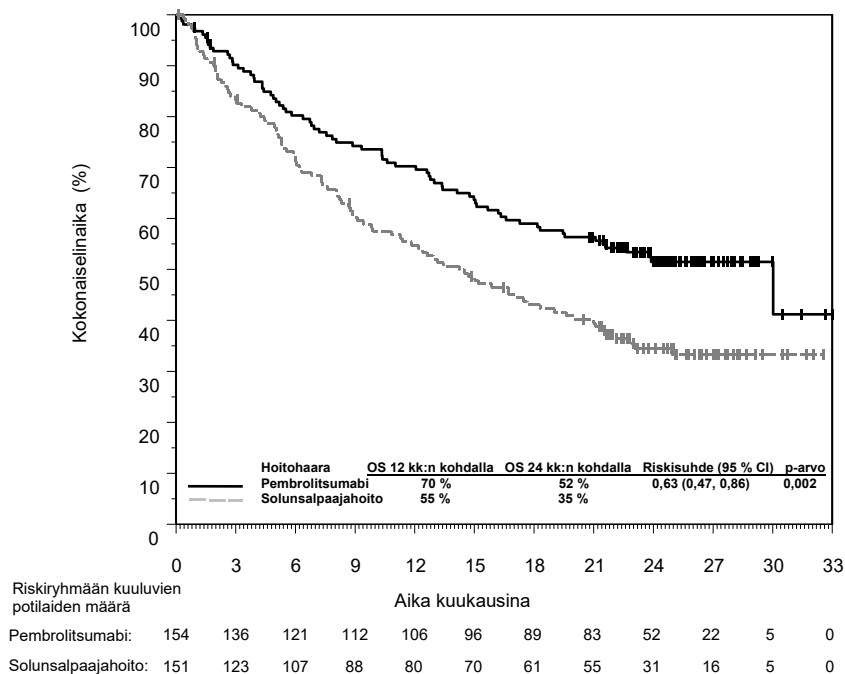 100
90
80
70
60
50
40
30
20
10
0
Kokonaiselinaika (%)
Hoitohaara OS 12 kk:n kohdalla OS 24 kk:n kohdalla Riskisuhde (95 % CI) p-arvo
Pembrolitsumabi 70 % 52 % 0,63 (0,47, 0,86) 0,002
Solunsalpaajahoito 55 % 35 %
0 3 6 9 12 15 18 21 24 27 30 33
Aika kuukausina
Riskiryhmään kuuluvien
potilaiden määrä
Pembrolitsumabi: 154 136 121 112 106 96 89 83 52 22 5 0
Solunsalpaajahoito: 151 123 107 88 80 70 61 55 31 16 5 0